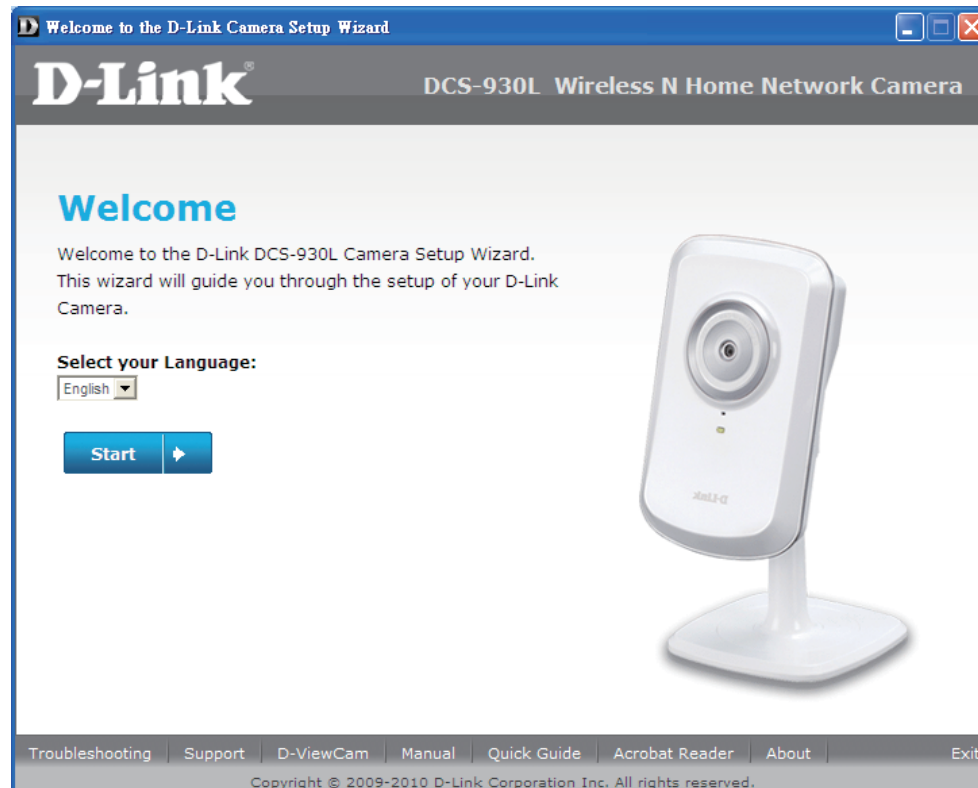 Welcome to the D-Link Camera Setup Wizard
D-Link®
DCS-930L Wireless N Home Network Camera
Welcome
Welcome to the D-Link DCS-930L Camera Setup Wizard.
This wizard will guide you through the setup of your D-Link
Camera.
Select your Language:
English
Start
D-Link
Troubleshooting
Support
D-ViewCam
Manual
Quick Guide
Acrobat Reader
About
Exit
Copyright © 2009-2010 D-Link Corporation Inc. All rights reserved.